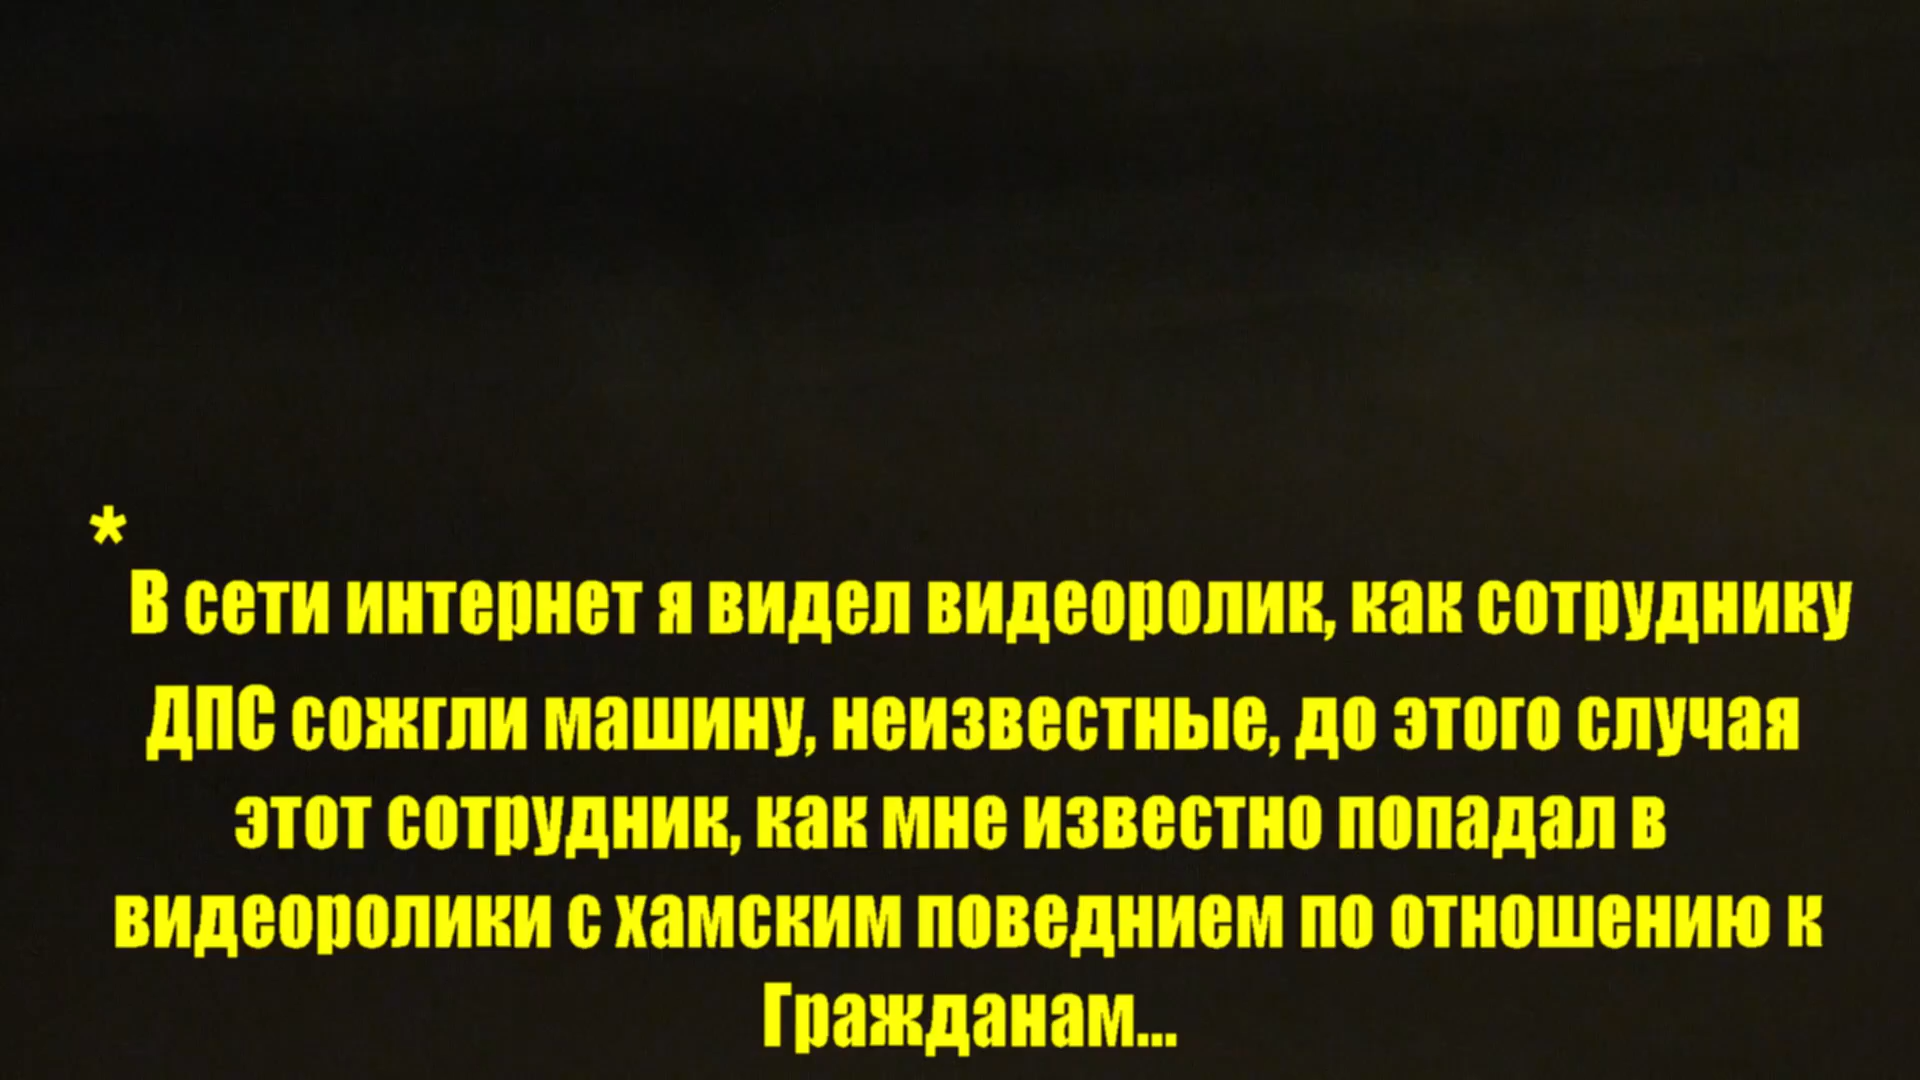 *
В сети интернет я видел видеоролик, как сотруднику
ДПС сожгли машину, неизвестные, до этого случая
этот сотрудник, как мне известно попадал в
видеоролики с хамским поведнием по отношению к
Гражданам...